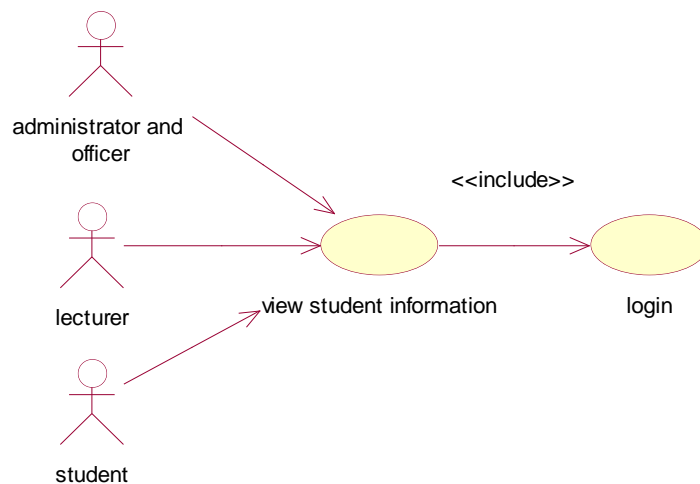 administrator and
officer
<<include>>
lecturer
view student information
login
student